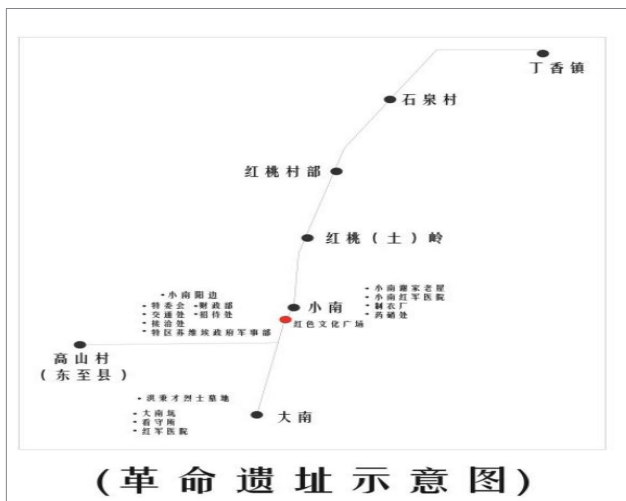 丁香镇
石泉村
红桃村部
红桃(土)岭
•小南阳边
•特委会 •财政部
•交通处 •招待处
•接洽处
•特区苏维埃政府军事部
小南
•小南谢家老屋
•小南红军医院
•制衣厂
•药硝处
红色文化广场
高山村
(东至县)
•洪秉才烈士墓地
•大南坑
•看守所
•红军医院
大南
(革命遗址示意图)